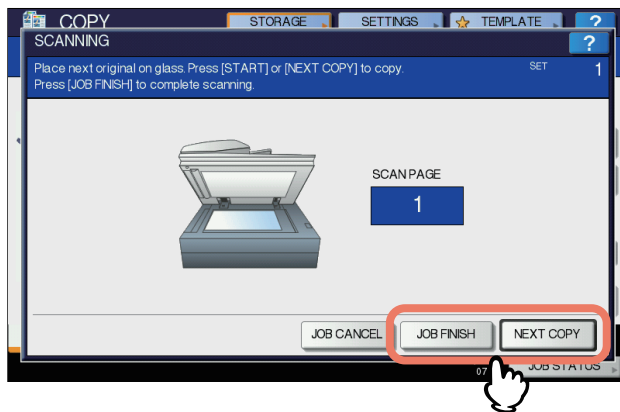 COPY
STORAGE
SETTINGS
TEMPLATE
?
SCANNING
?
Place next original on glass. Press [START] or [NEXT COPY] to copy.
Press [JOB FINISH] to complete scanning.
SET 1
SCAN PAGE
1
JOB CANCEL
JOB FINISH
NEXT COPY
07
JOB STATUS